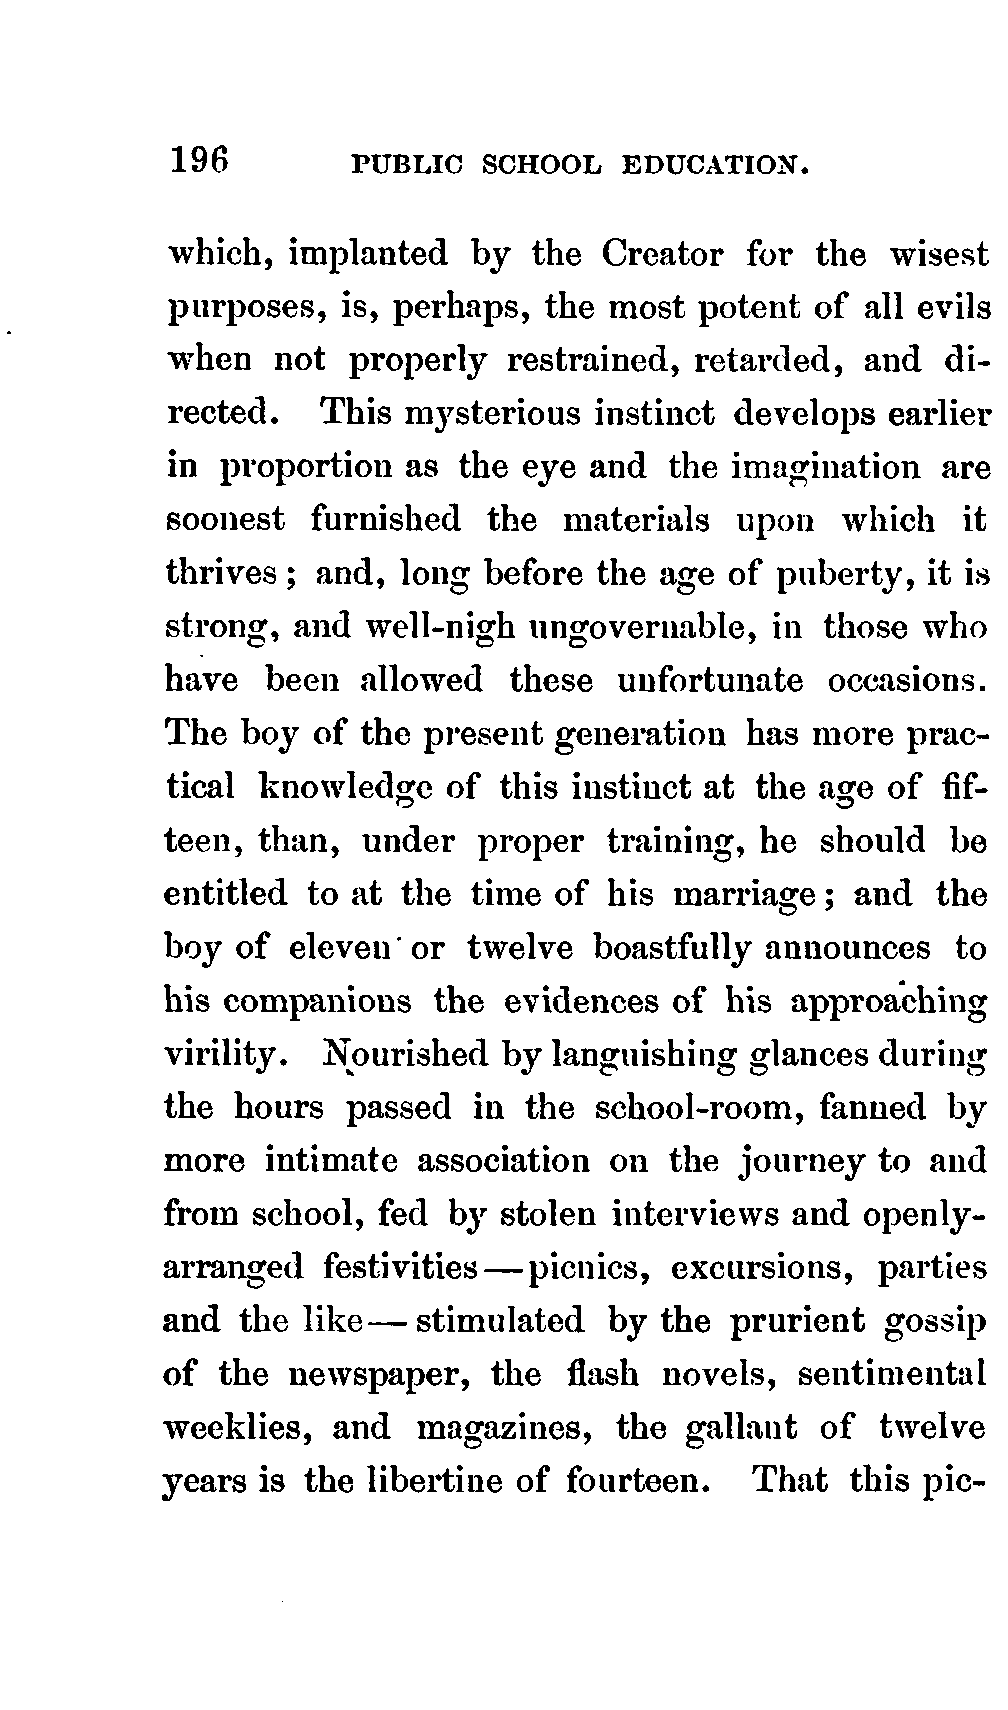 196 PUBLIC SCHOOL EDUCATION.
which, implanted by the Creator for the wisest
purposes, is, perhaps, the most potent of all evils
when not properly restrained, retarded, and di-
rected. This mysterious instinct develops earlier
in proportion as the eye and the imagination are
soonest furnished the materials upon which it
thrives; and, long before the age of puberty, it is
strong, and well-nigh ungovernable, in those who
have been allowed these unfortunate occasions.
The boy of the present generation has more prac-
tical knowledge of this instinct at the age of fif-
teen, than, under proper training, he should be
entitled to at the time of his marriage; and the
boy of eleven or twelve boastfully announces to
his companions the evidences of his approaching
virility. Nourished by languishing glances during
the hours passed in the school-room, fanned by
more intimate association on the journey to and
from school, fed by stolen interviews and openly-
arranged festivities—picnics, excursions, parties
and the like—stimulated by the prurient gossip
of the newspaper, the flash novels, sentimental
weeklies, and magazines, the gallant of twelve
years is the libertine of fourteen. That this pic-